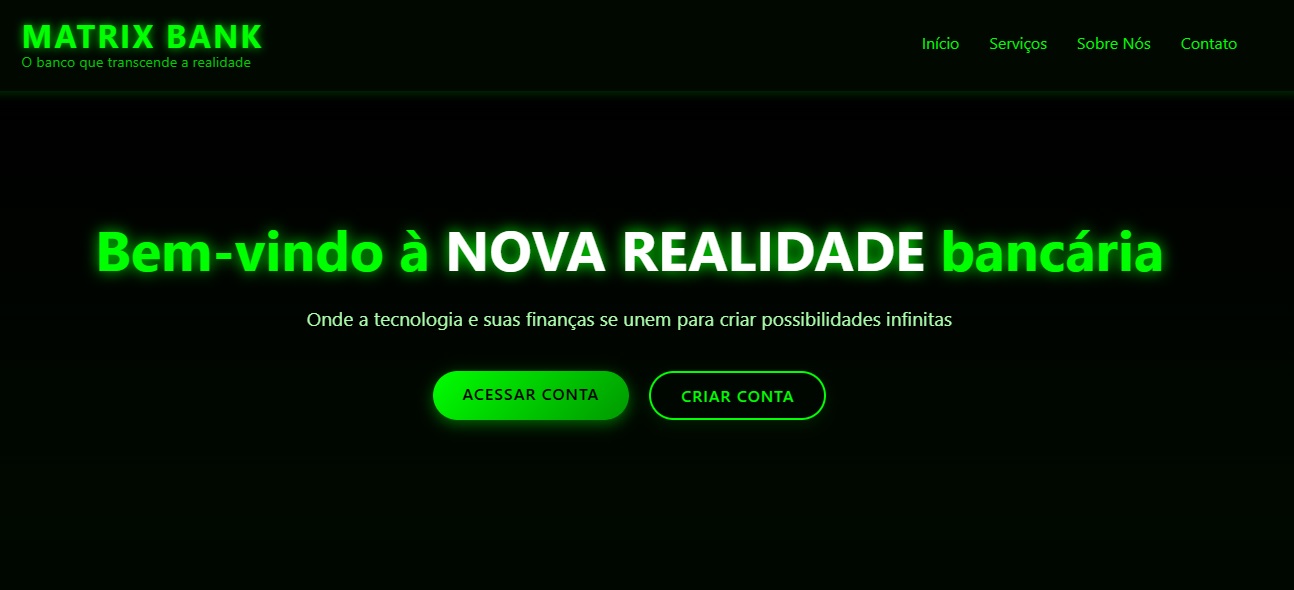 MATRIX BANK
O banco que transcende a realidade
Início Serviços Sobre Nós Contato
Bem-vindo à NOVA REALIDADE bancária
Onde a tecnologia e suas finanças se unem para criar possibilidades infinitas
ACESSAR CONTA CRIAR CONTA